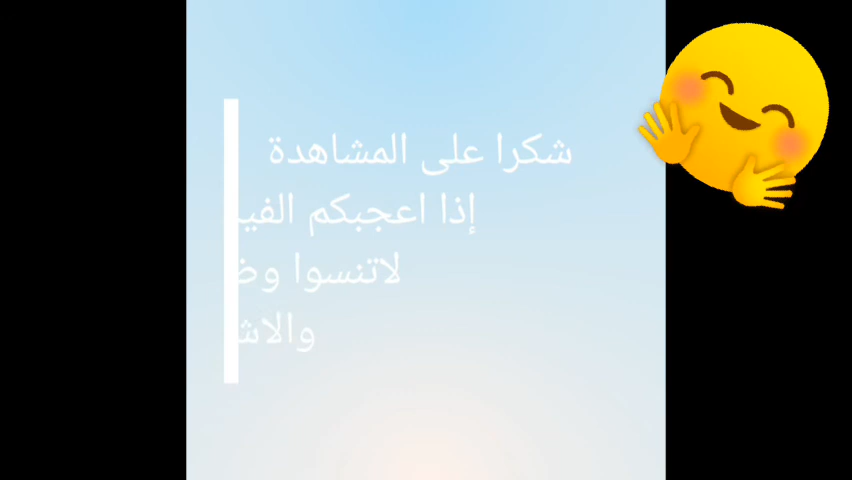 شكرا على المشاهدة
إذا اعجبكم
لاتنسوا